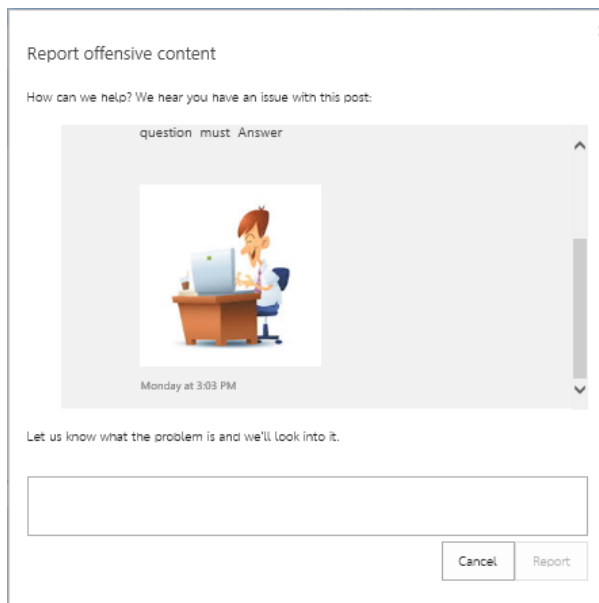 Report offensive content
How can we help? We hear you have an issue with this post:
question must Answer
Monday at 3:03 PM
Let us know what the problem is and we'll look into it.
Cancel
Report